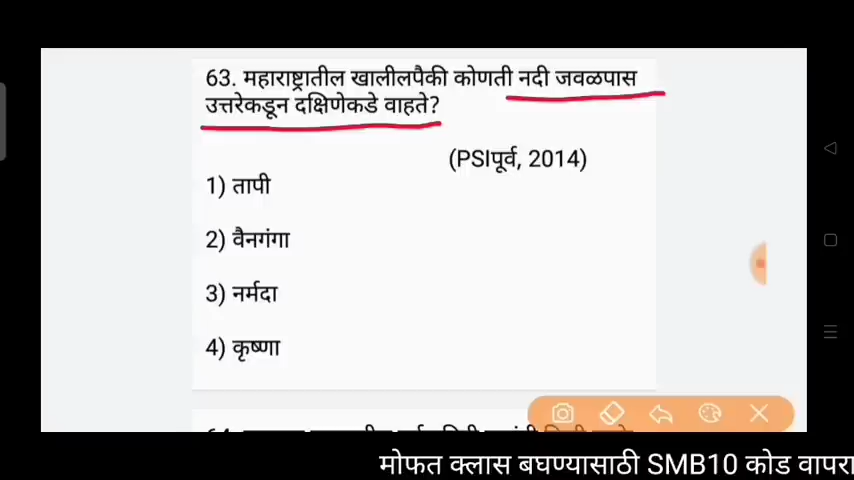 63. महाराष्ट्रातील खालीलपैकी कोणती नदी जवळपास
उत्तरेकडून दक्षिणेकडे वाहते?
(PSIपूर्व, 2014)
1) तापी
2) वैनगंगा
3) नर्मदा
4) कृष्णा
मोफत क्लास बघण्यासाठी SMB10 कोड वापरा